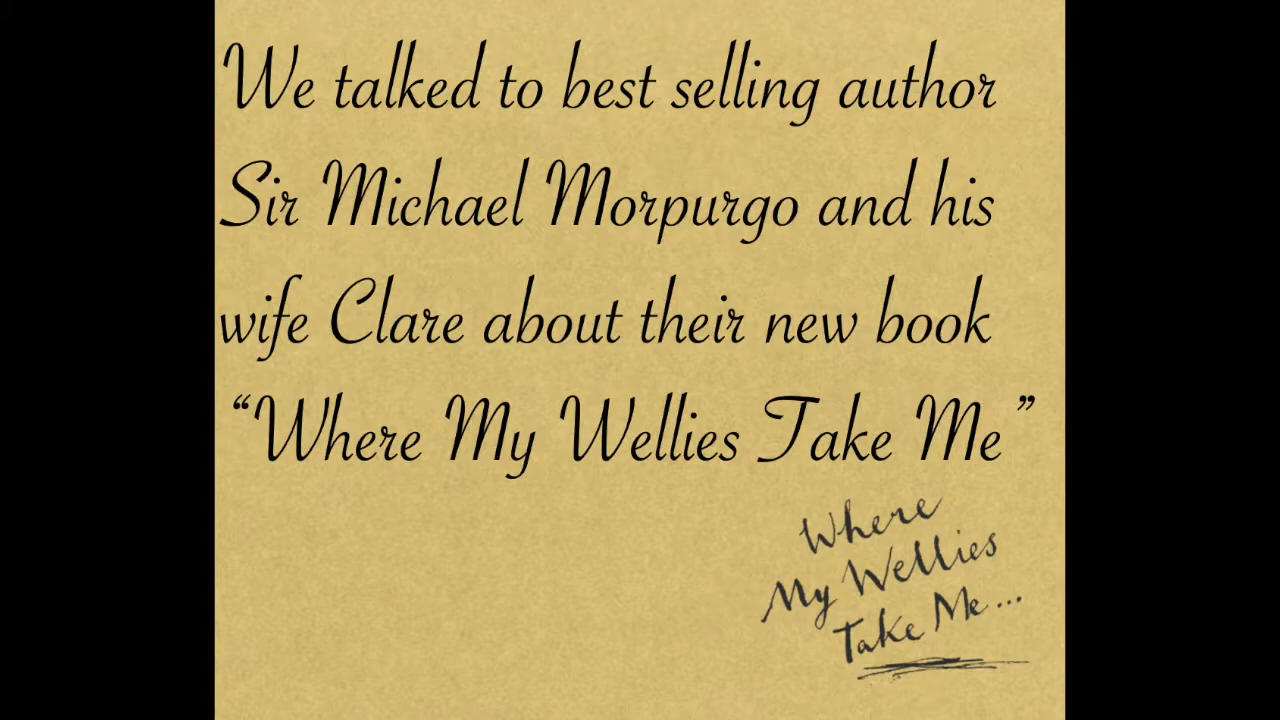 We talked to best selling author
Sir Michael Morpurgo and his
wife Clare about their new book
“Where My Wellies Take Me”
Where
My Wellies
Take Me...